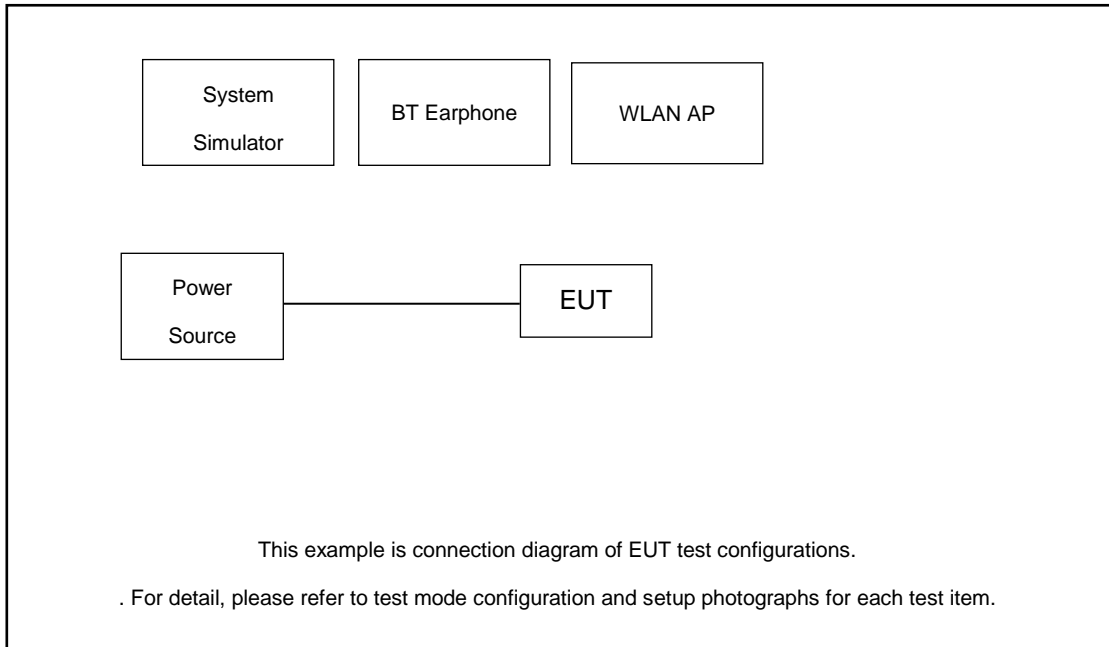 System
Simulator
BT Earphone
WLAN AP
Power
Source
EUT
This example is connection diagram of EUT test configurations.
. For detail, please refer to test mode configuration and setup photographs for each test item.